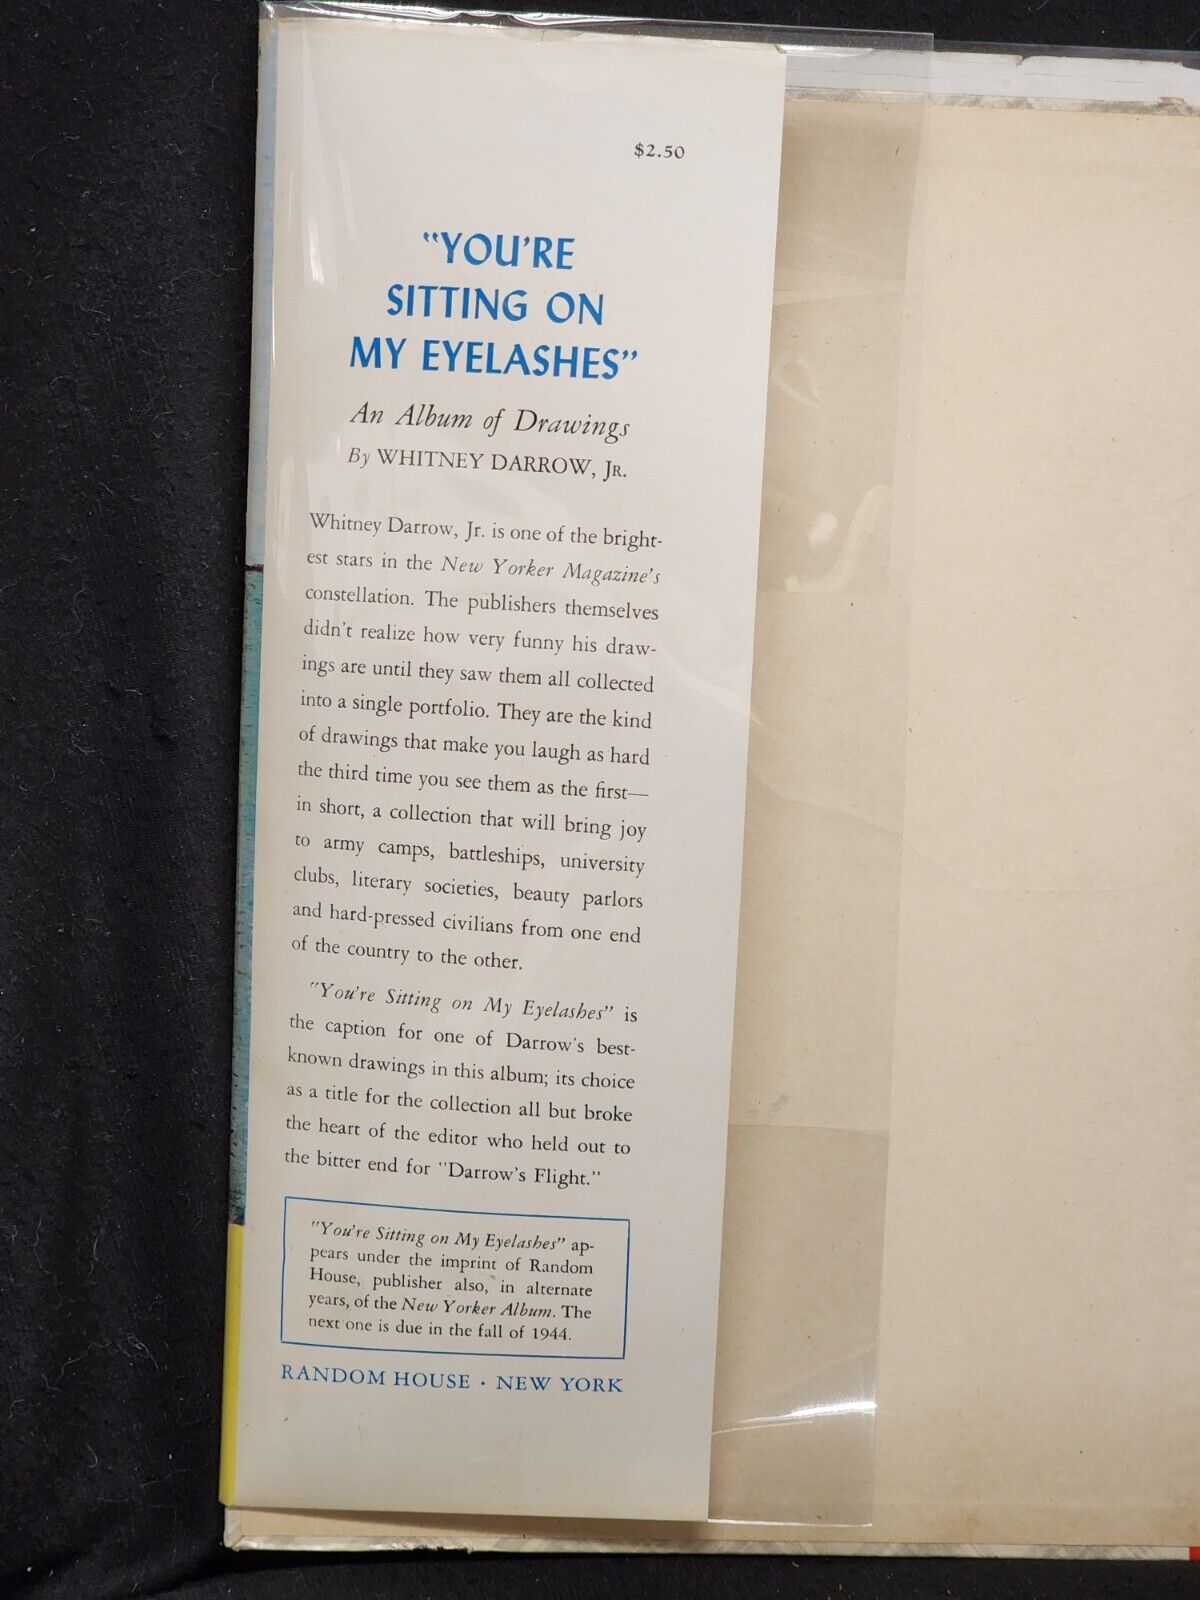 $2.50
"YOU'RE
SITTING ON
MY EYELASHES"
An Album of Drawings
By WHITNEY DARROW, JR.
Whitney Darrow, Jr. is one of the bright-
est stars in the New Yorker Magazine's
constellation. The publishers themselves
didn't realize how very funny his draw-
ings are until they saw them all collected
into a single portfolio. They are the kind
of drawings that make you laugh as hard
the third time you see them as the first—
in short, a collection that will bring joy
to army camps, battleships, university
clubs, literary societies, beauty parlors
and hard-pressed civilians from one end
of the country to the other.
"You're Sitting on My Eyelashes" is
the caption for one of Darrow's best-
known drawings in this album; its choice
as a title for the collection all but broke
the heart of the editor who held out to
the bitter end for "Darrow's Flight."
"You're Sitting on My Eyelashes" ap-
pears under the imprint of Random
House, publisher also, in alternate
years, of the New Yorker Album. The
next one is due in the fall of 1944.
RANDOM HOUSE · NEW YORK